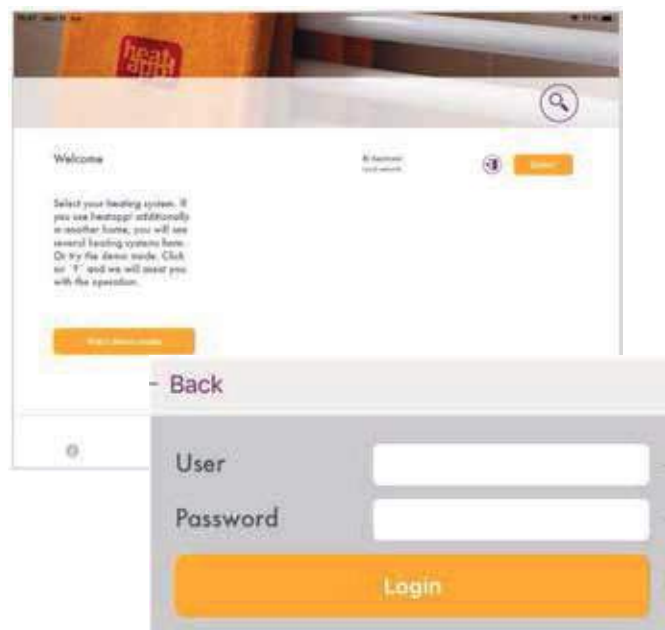 heat
app!
Welcome
Select your heating system. If
you use heatapp! additionally
in another home, you will see
several heating systems here.
Or try the demo mode. Click
on "?" and we will assist you
with the operation.
Back
User
Password
Login